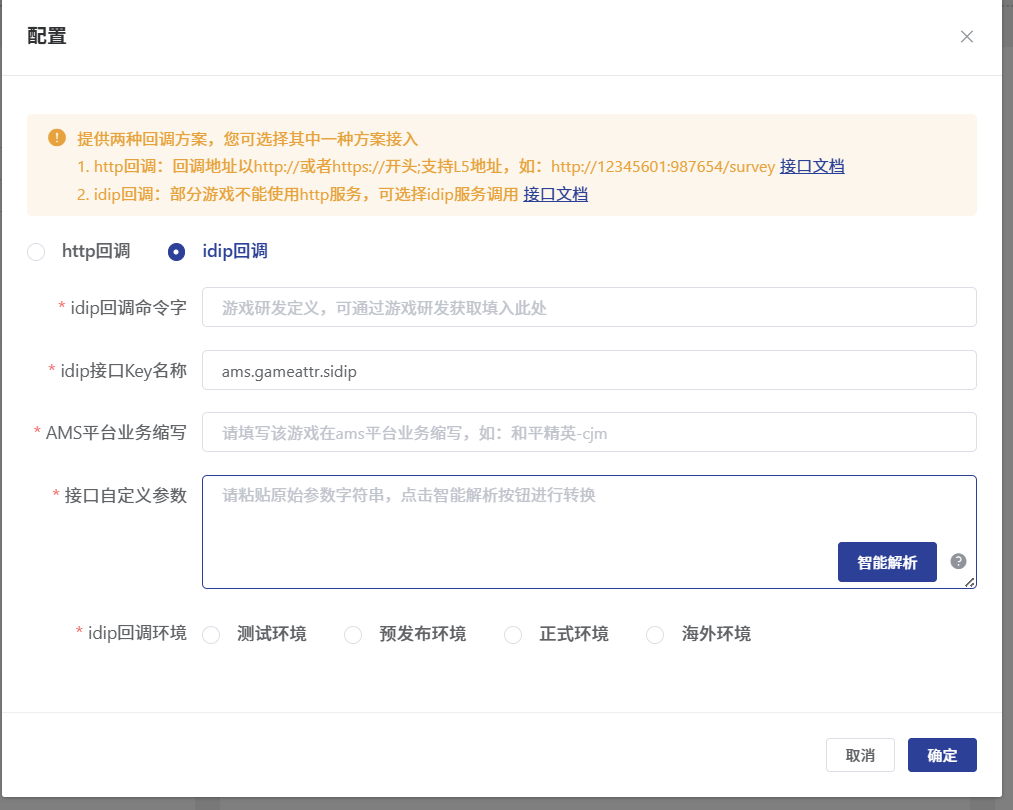 配置
提供两种回调方案，您可选择其中一种方案接入
1. http回调：回调地址以http://或者https://开头;支持L5地址，如：http://12345601:987654/survey 接口文档
2. idip回调：部分游戏不能使用http服务，可选择idip服务调用 接口文档
http回调 idip回调
* idip回调命令字 游戏研发定义，可通过游戏研发获取填入此处
* idip接口Key名称 ams.gameattr.sidip
* AMS平台业务缩写 请填写该游戏在ams平台业务缩写，如：和平精英-cjm
* 接口自定义参数 请粘贴原始参数字符串，点击智能解析按钮进行转换
智能解析
* idip回调环境 测试环境 预发布环境 正式环境 海外环境
取消 确定